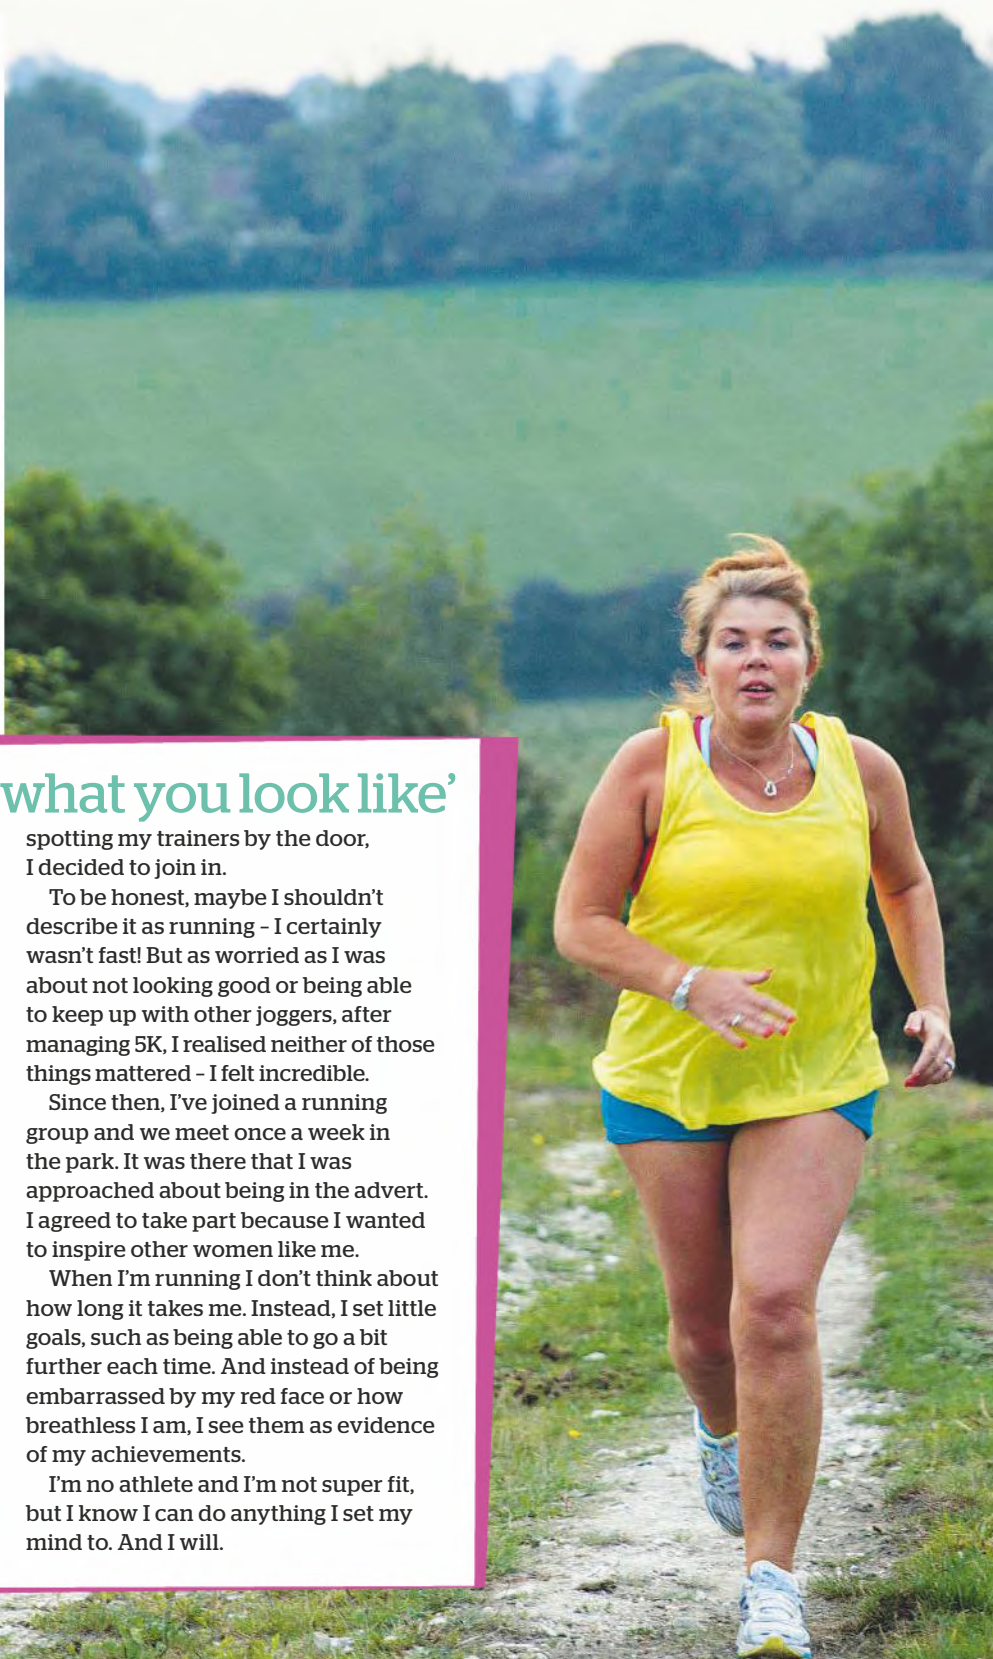 what you look like’
spotting my trainers by the door,
I decided to join in.
To be honest, maybe I shouldn’t
describe it as running – I certainly
wasn’t fast! But as worried as I was
about not looking good or being able
to keep up with other joggers, after
managing 5K, I realised neither of those
things mattered – I felt incredible.
Since then, I’ve joined a running
group and we meet once a week in
the park. It was there that I was
approached about being in the advert.
I agreed to take part because I wanted
to inspire other women like me.
When I’m running I don’t think about
how long it takes me. Instead, I set little
goals, such as being able to go a bit
further each time. And instead of being
embarrassed by my red face or how
breathless I am, I see them as evidence
of my achievements.
I’m no athlete and I’m not super fit,
but I know I can do anything I set my
mind to. And I will.